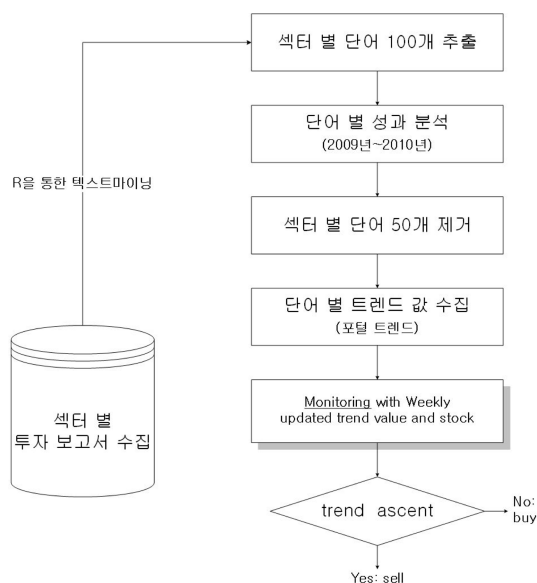 섹터 별 단어 100개 추출
단어 별 성과 분석
(2009년~2010년)
R을 통한 텍스트마이닝
섹터 별 단어 50개 제거
단어 별 트렌드 값 수집
(포털 트렌드)
섹터 별
투자 보고서 수집
Monitoring with Weekly
updated trend value and stock
trend ascent
No:
buy
Yes: sell